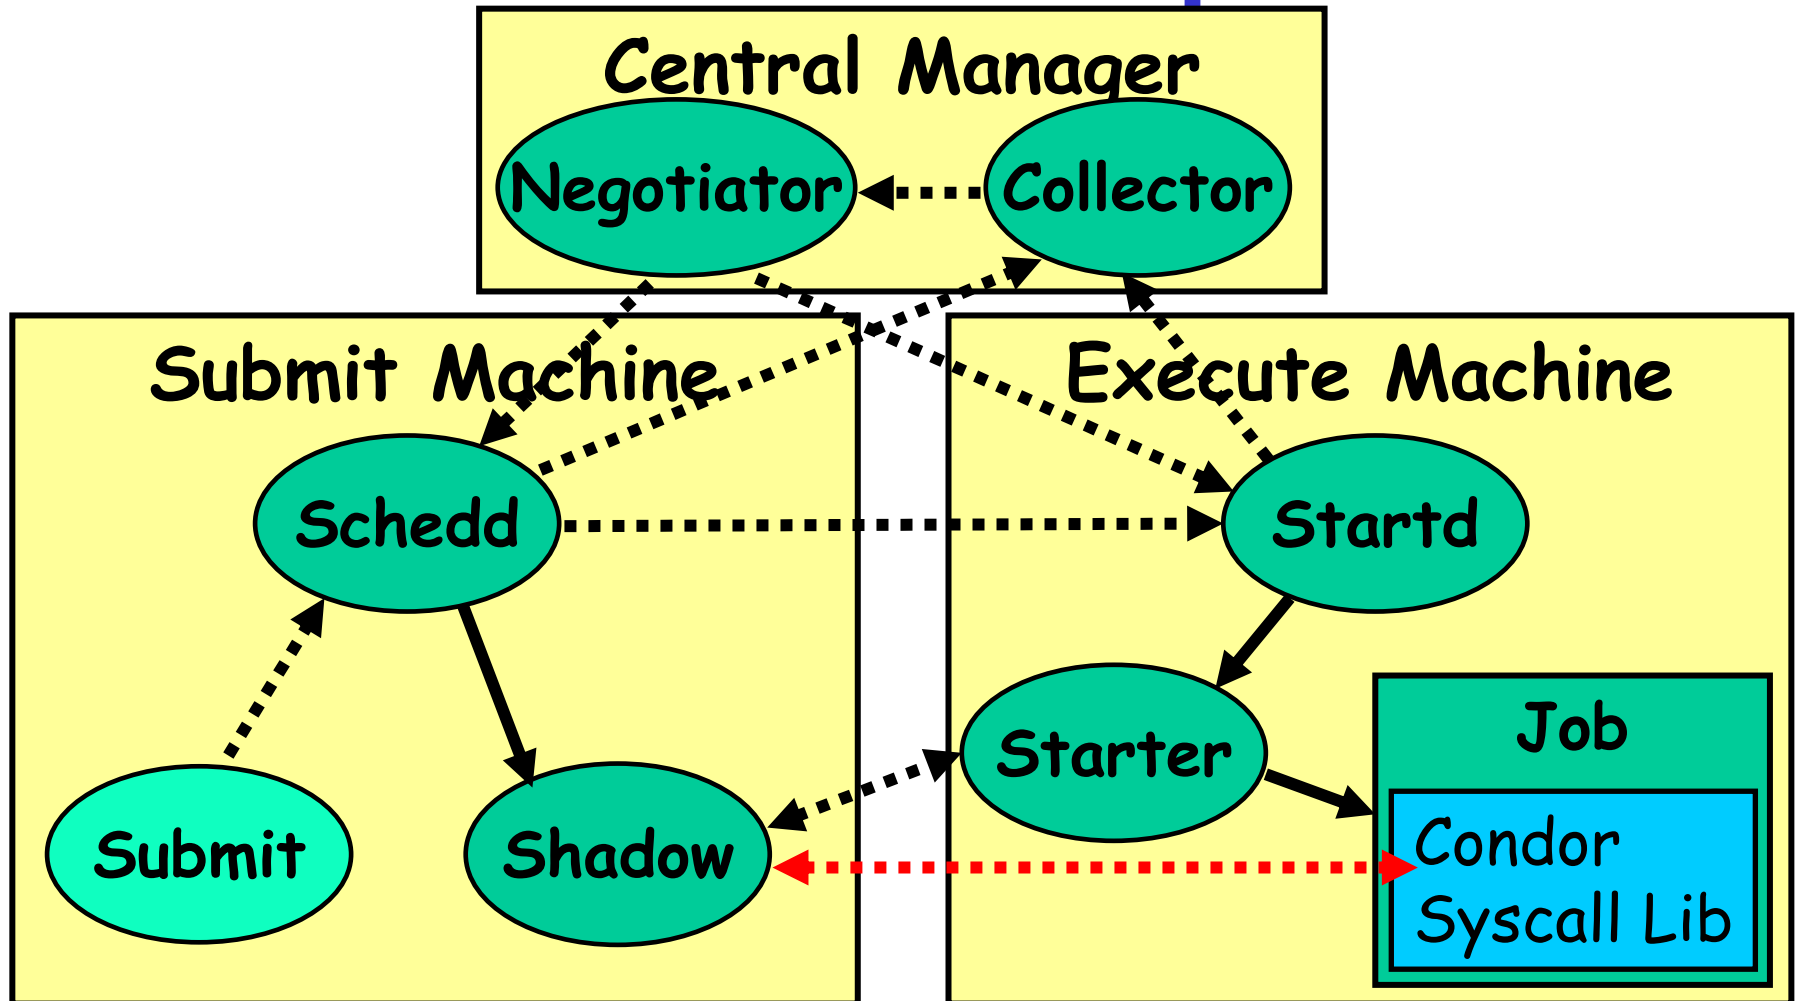 Central Manager
Negotiator
Collector
Submit Machine
Execute Machine
Schedd
Startd
Starter
Job
Submit
Shadow
Condor
Syscall Lib